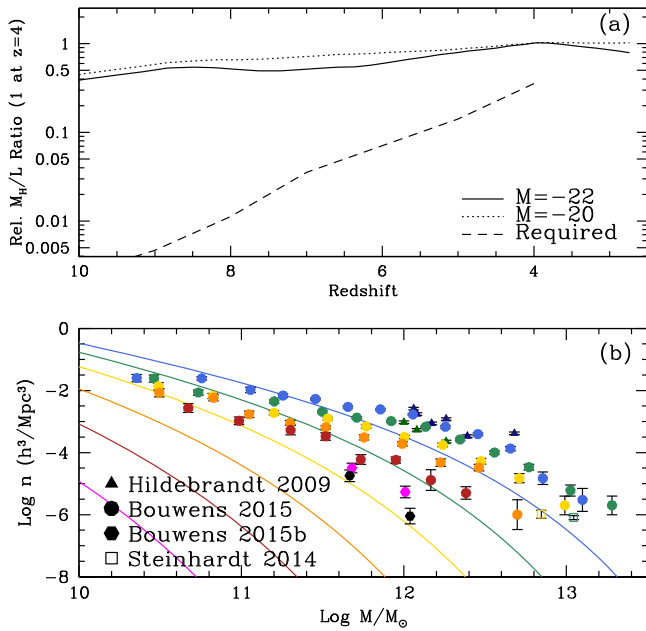 (a)
Rel. M_H/L Ratio (1 at z=4)
1
0.5
0.1
0.05
0.01
0.005
M=−22
M=−20
Required
10
8
6
4
Redshift
(b)
Log n (h³/Mpc³)
0
−2
−4
−6
−8
Hildebrandt 2009
Bouwens 2015
Bouwens 2015b
Steinhardt 2014
10
11
12
13
Log M/M_⊙